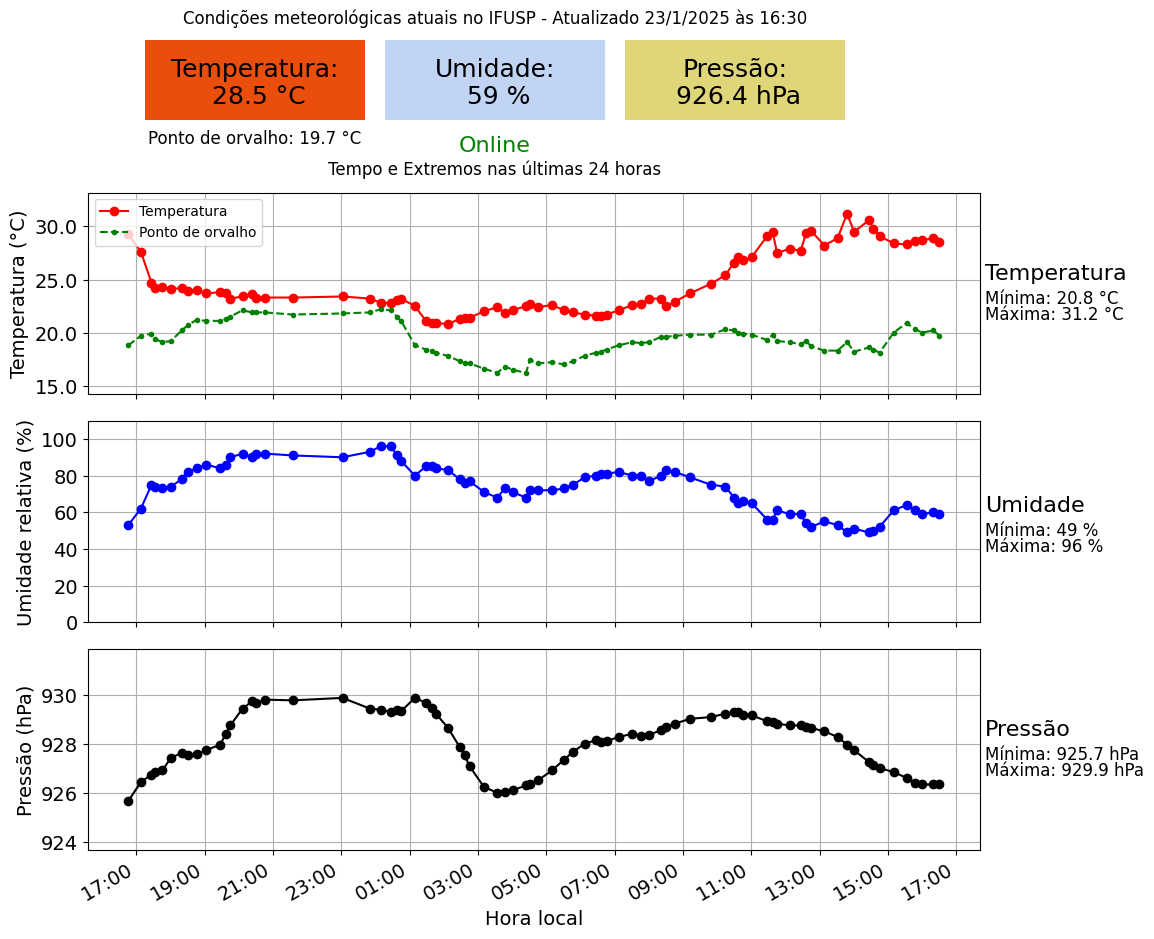 Condições meteorológicas atuais no IFUSP - Atualizado 23/1/2025 às 16:30
Temperatura:
28.5 °C
Umidade:
59 %
Pressão:
926.4 hPa
Ponto de orvalho: 19.7 °C
Online
Tempo e Extremos nas últimas 24 horas
Temperatura (°C)
30.0
25.0
20.0
15.0
Temperatura
Ponto de orvalho
Temperatura
Mínima: 20.8 °C
Máxima: 31.2 °C
Umidade relativa (%)
100
80
60
40
20
0
Umidade
Mínima: 49 %
Máxima: 96 %
Pressão (hPa)
930
928
926
924
Pressão
Mínima: 925.7 hPa
Máxima: 929.9 hPa
17:00 19:00 21:00 23:00 01:00 03:00 05:00 07:00 09:00 11:00 13:00 15:00 17:00
Hora local